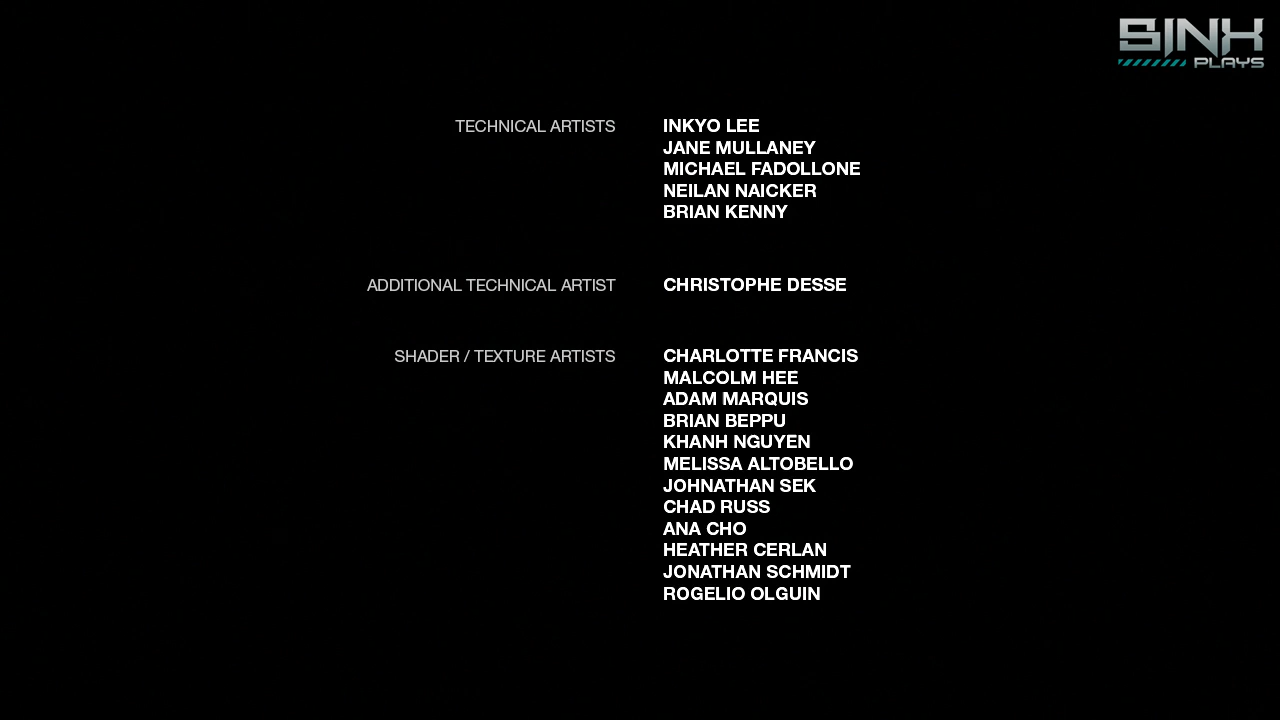 SINX
PLAYS
TECHNICAL ARTISTS INKYO LEE
JANE MULLANEY
MICHAEL FADOLLONE
NEILAN NAICKER
BRIAN KENNY
ADDITIONAL TECHNICAL ARTIST CHRISTOPHE DESSE
SHADER / TEXTURE ARTISTS CHARLOTTE FRANCIS
MALCOLM HEE
ADAM MARQUIS
BRIAN BEPPU
KHANH NGUYEN
MELISSA ALTOBELLO
JOHNATHAN SEK
CHAD RUSS
ANA CHO
HEATHER CERLAN
JONATHAN SCHMIDT
ROGELIO OLGUIN